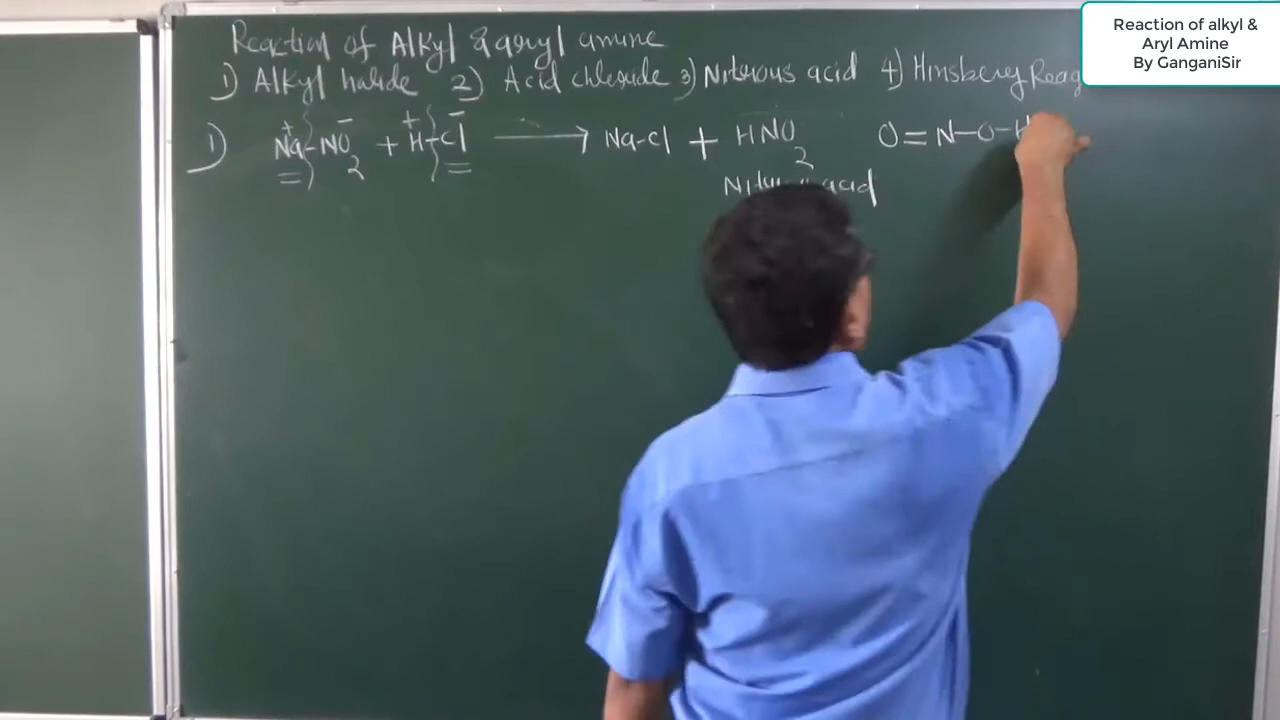 Reaction of alkyl &
Aryl Amine
By GanganiSir
Reaction of Alkyl & aryl amine
1) Alkyl halide 2) Acid chloride 3) Nitrous acid 4) Hinsberg Reag
1) Na-NO2 + H-Cl → Na-Cl + HNO2 O=N-O-H
acid